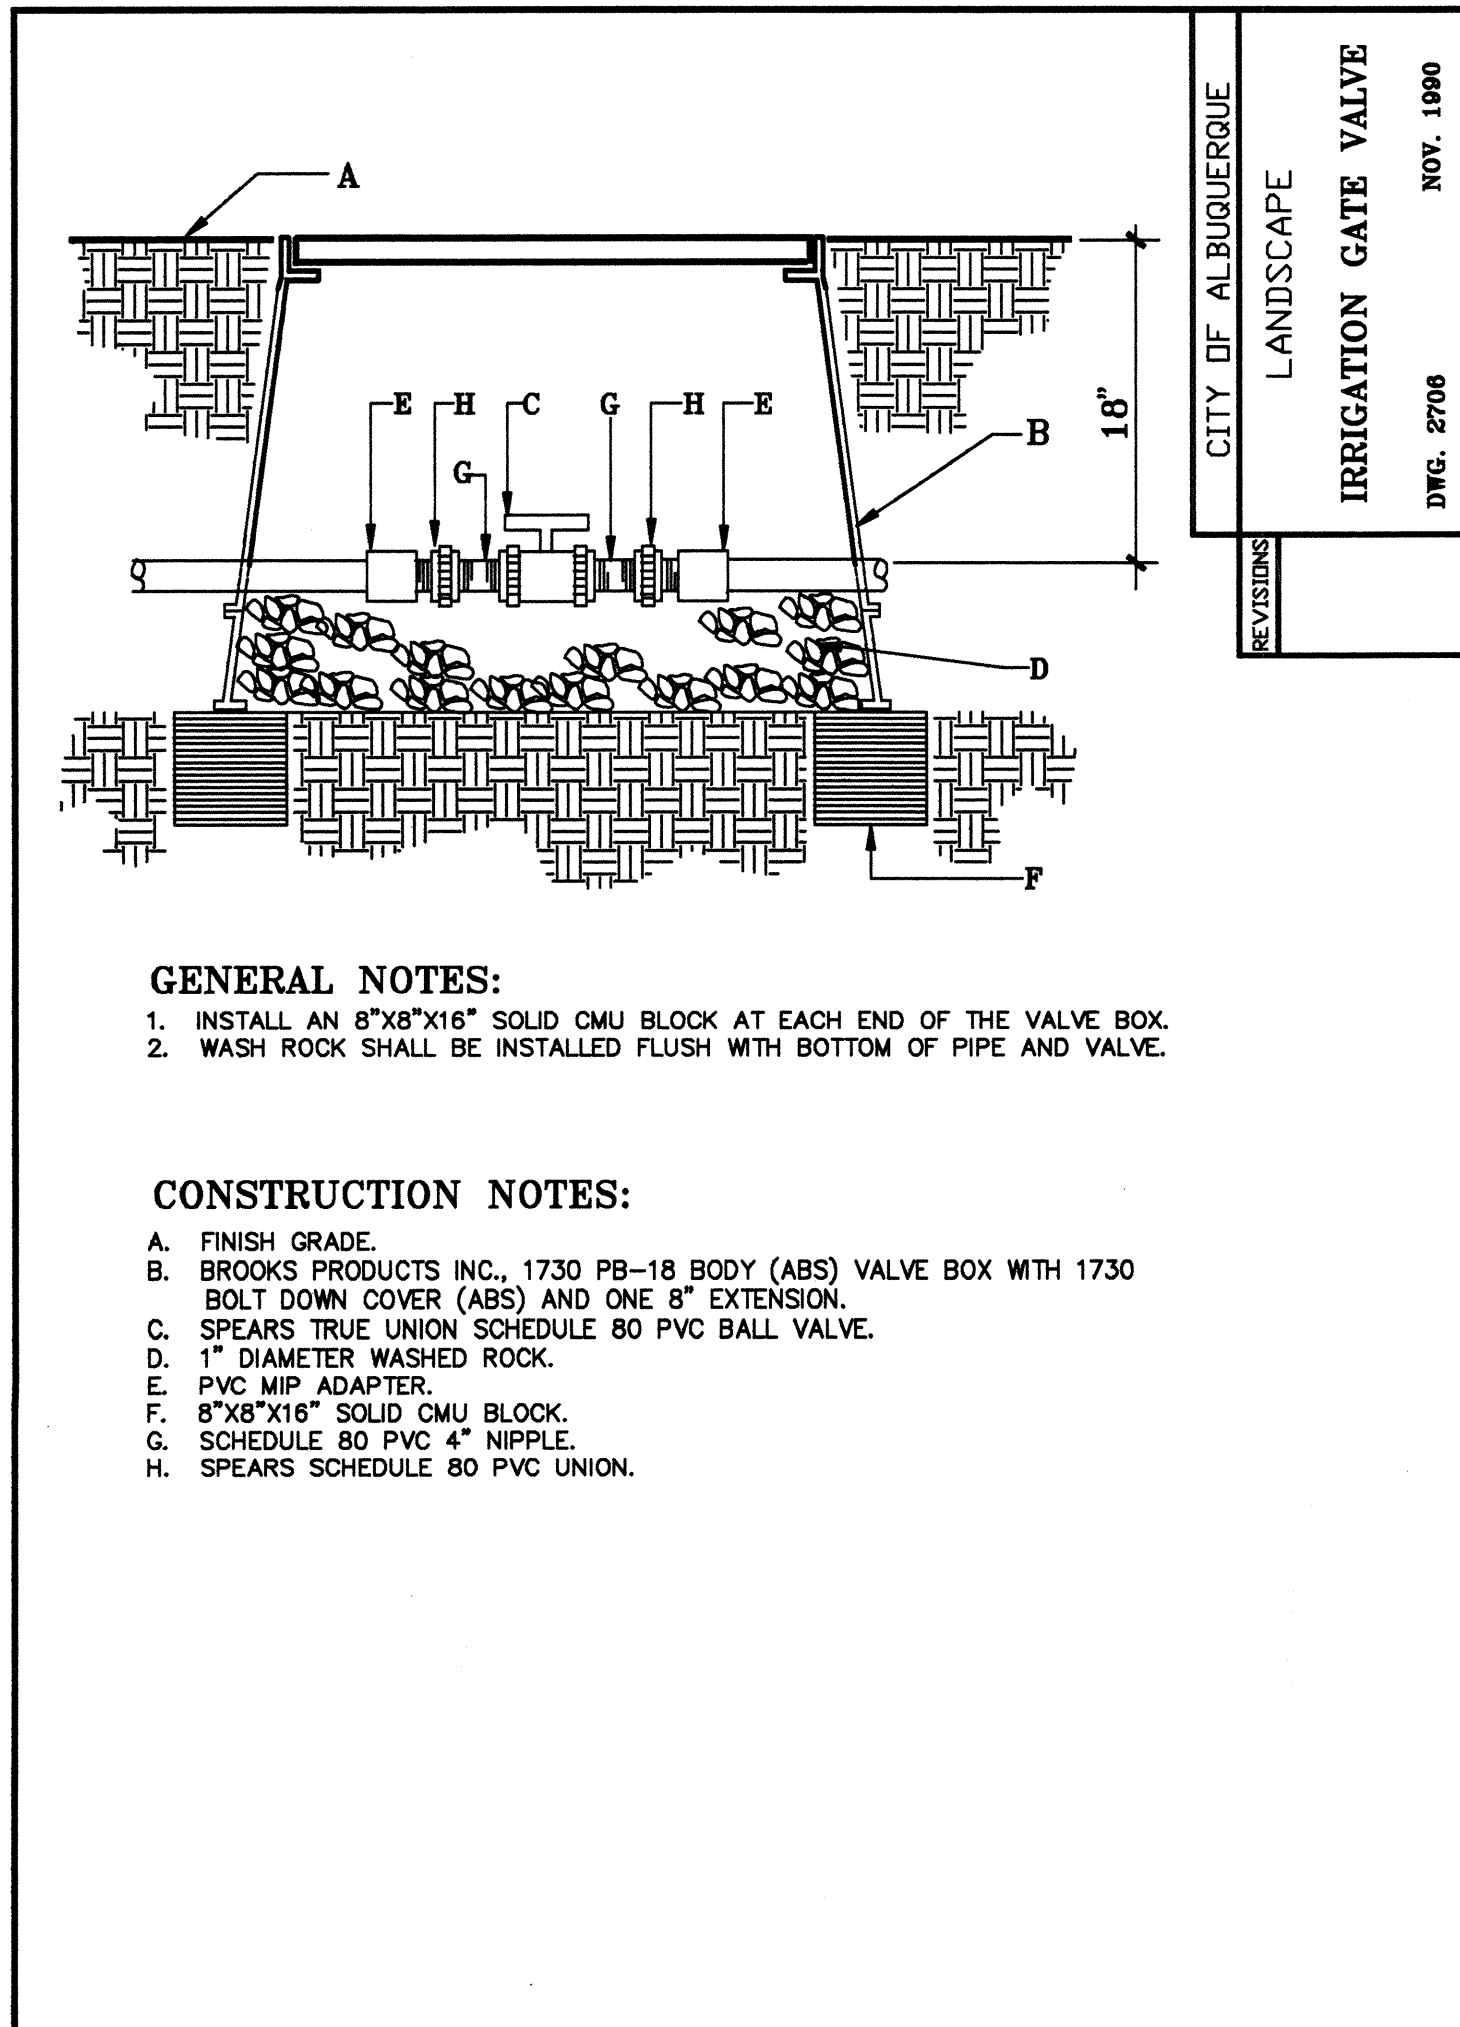 A
E
H
C
G
H
E
G
B
18"
D
F
CITY OF ALBUQUERQUE
LANDSCAPE
IRRIGATION GATE VALVE
DWG. 2706 NOV. 1990
REVISIONS
GENERAL NOTES:
1. INSTALL AN 8"X8"X16" SOLID CMU BLOCK AT EACH END OF THE VALVE BOX.
2. WASH ROCK SHALL BE INSTALLED FLUSH WITH BOTTOM OF PIPE AND VALVE.
CONSTRUCTION NOTES:
A. FINISH GRADE.
B. BROOKS PRODUCTS INC., 1730 PB-18 BODY (ABS) VALVE BOX WITH 1730
BOLT DOWN COVER (ABS) AND ONE 8" EXTENSION.
C. SPEARS TRUE UNION SCHEDULE 80 PVC BALL VALVE.
D. 1" DIAMETER WASHED ROCK.
E. PVC MIP ADAPTER.
F. 8"X8"X16" SOLID CMU BLOCK.
G. SCHEDULE 80 PVC 4" NIPPLE.
H. SPEARS SCHEDULE 80 PVC UNION.